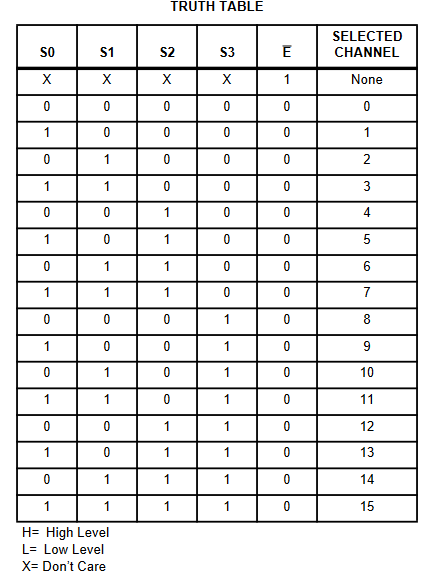 TRUTH TABLE
S0 S1 S2 S3 E̅ SELECTED CHANNEL
X X X X 1 None
0 0 0 0 0 0
1 0 0 0 0 1
0 1 0 0 0 2
1 1 0 0 0 3
0 0 1 0 0 4
1 0 1 0 0 5
0 1 1 0 0 6
1 1 1 0 0 7
0 0 0 1 0 8
1 0 0 1 0 9
0 1 0 1 0 10
1 1 0 1 0 11
0 0 1 1 0 12
1 0 1 1 0 13
0 1 1 1 0 14
1 1 1 1 0 15
H= High Level
L= Low Level
X= Don't Care